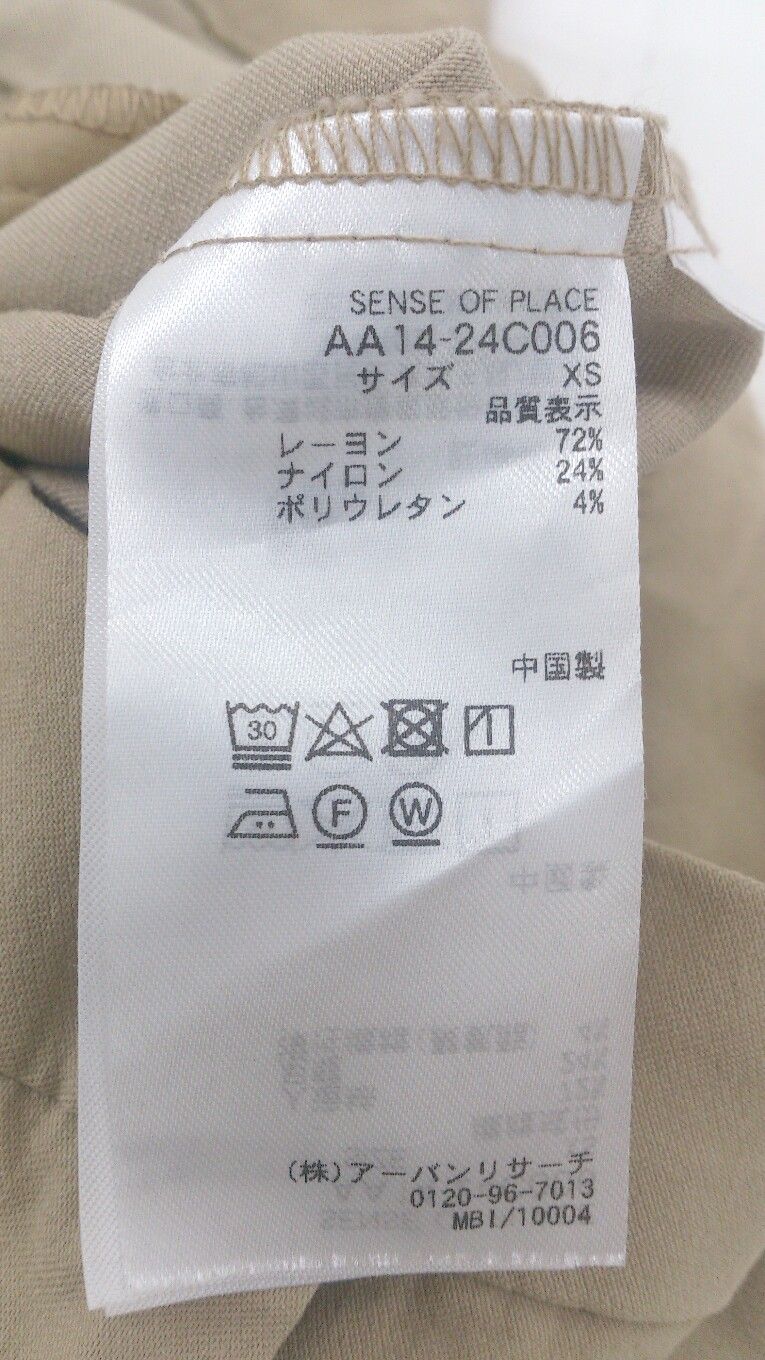 SENSE OF PLACE
AA14-24C006
サイズ XS
品質表示
レーヨン 72%
ナイロン 24%
ポリウレタン 4%
中国製
30
F W
(株)アーバンリサーチ
0120-96-7013
MBI/10004